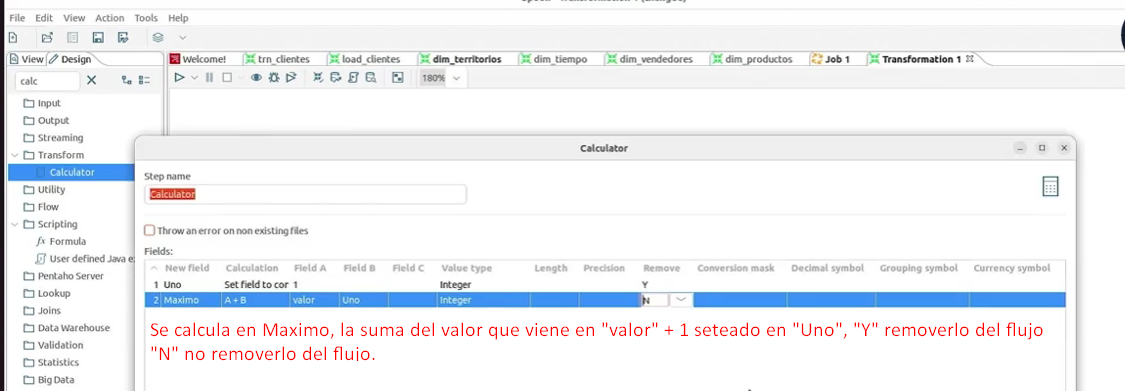 File Edit View Action Tools Help
View Design Welcome! trn_clientes load_clientes dim_territorios dim_tiempo dim_vendedores dim_productos Job 1 Transformation 1
calc 180%
Input
Output
Streaming
Transform
Calculator
Utility
Flow
Scripting
Formula
User defined Java e
Pentaho Server
Lookup
Joins
Data Warehouse
Validation
Statistics
Big Data
Calculator
Step name
Calculator
Throw an error on non existing files
Fields:
New field Calculation Field A Field B Field C Value type Length Precision Remove Conversion mask Decimal symbol Grouping symbol Currency symbol
1 Uno Set field to cor 1 Integer Y
2 Maximo A + B valor Uno Integer N
Se calcula en Maximo, la suma del valor que viene en "valor" + 1 seteado en "Uno", "Y" removerlo del flujo
"N" no removerlo del flujo.